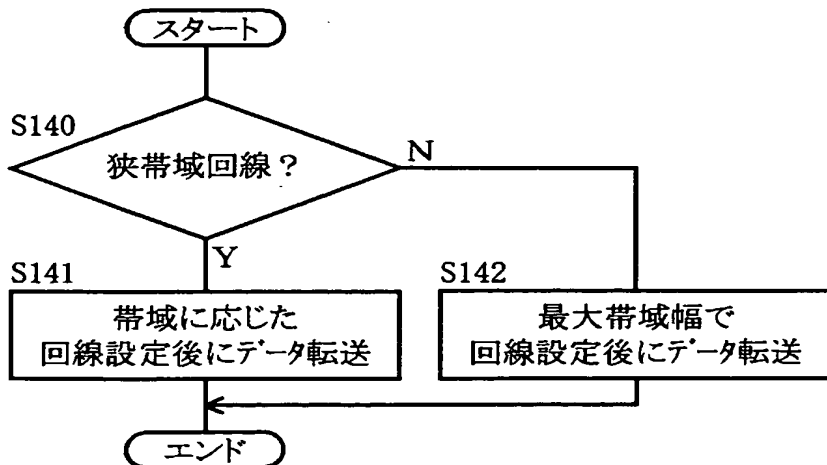 スタート
S140
狭帯域回線?
N
Y
S141
帯域に応じた
回線設定後にデータ転送
S142
最大帯域幅で
回線設定後にデータ転送
エンド